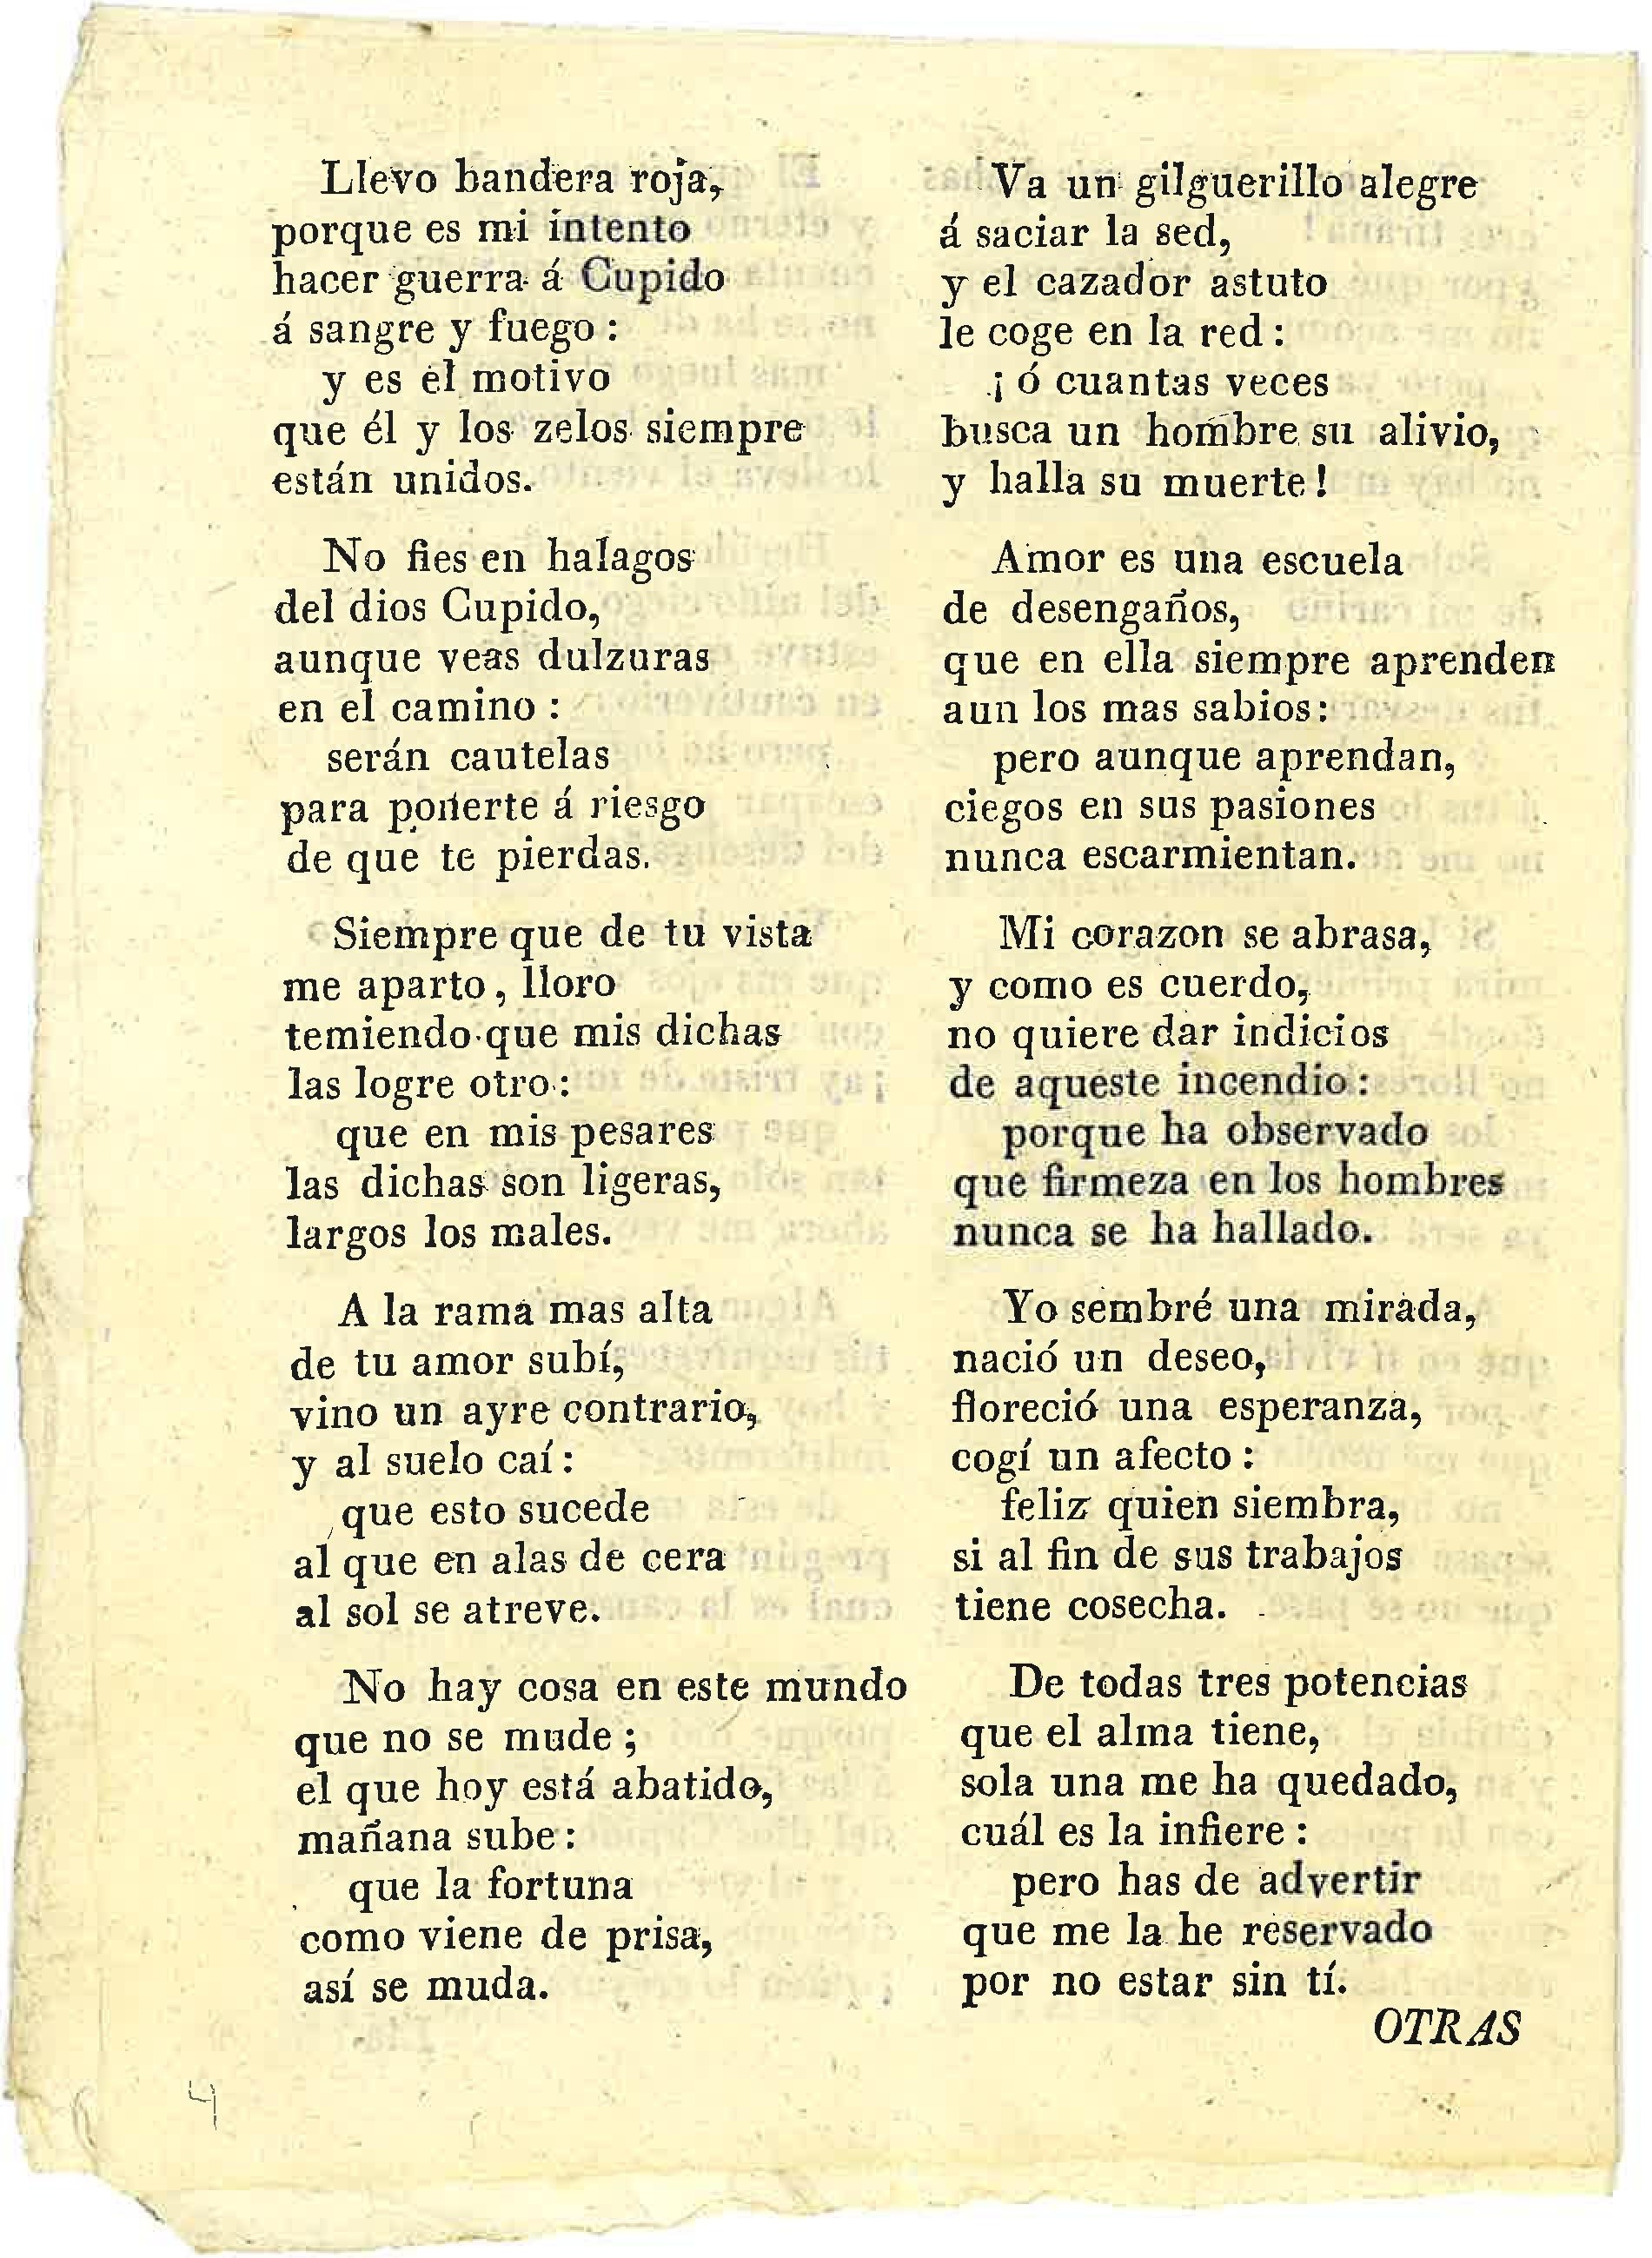 Llevo bandera roja,
porque es mi intento
hacer guerra á Cupido
á sangre y fuego :
y es el motivo
que él y los zelos siempre
están unidos.
No fies en halagos
del dios Cupido,
aunque veas dulzuras
en el camino :
serán cautelas
para ponerte á riesgo
de que te pierdas.
Siempre que de tu vista
me aparto, lloro
temiendo que mis dichas
las logre otro :
que en mis pesares
las dichas son ligeras,
largos los males.
A la rama mas alta
de tu amor subí,
vino un ayre contrario,
y al suelo caí :
que esto sucede
al que en alas de cera
al sol se atreve.
No hay cosa en este mundo
que no se mude ;
el que hoy está abatido,
mañana sube :
que la fortuna
como viene de prisa,
así se muda.
Va un gilguerillo alegre
á saciar la sed,
y el cazador astuto
le coge en la red :
¡ ó cuantas veces
busca un hombre su alivio,
y halla su muerte !
Amor es una escuela
de desengaños,
que en ella siempre aprenden
aun los mas sabios :
pero aunque aprendan,
ciegos en sus pasiones
nunca escarmientan.
Mi corazon se abrasa,
y como es cuerdo,
no quiere dar indicios
de aqueste incendio :
porque ha observado
que firmeza en los hombres
nunca se ha hallado.
Yo sembré una mirada,
nació un deseo,
floreció una esperanza,
cogí un afecto :
feliz quien siembra,
si al fin de sus trabajos
tiene cosecha.
De todas tres potencias
que el alma tiene,
sola una me ha quedado,
cuál es la infiere :
pero has de advertir
que me la he reservado
por no estar sin tí.
OTRAS
4